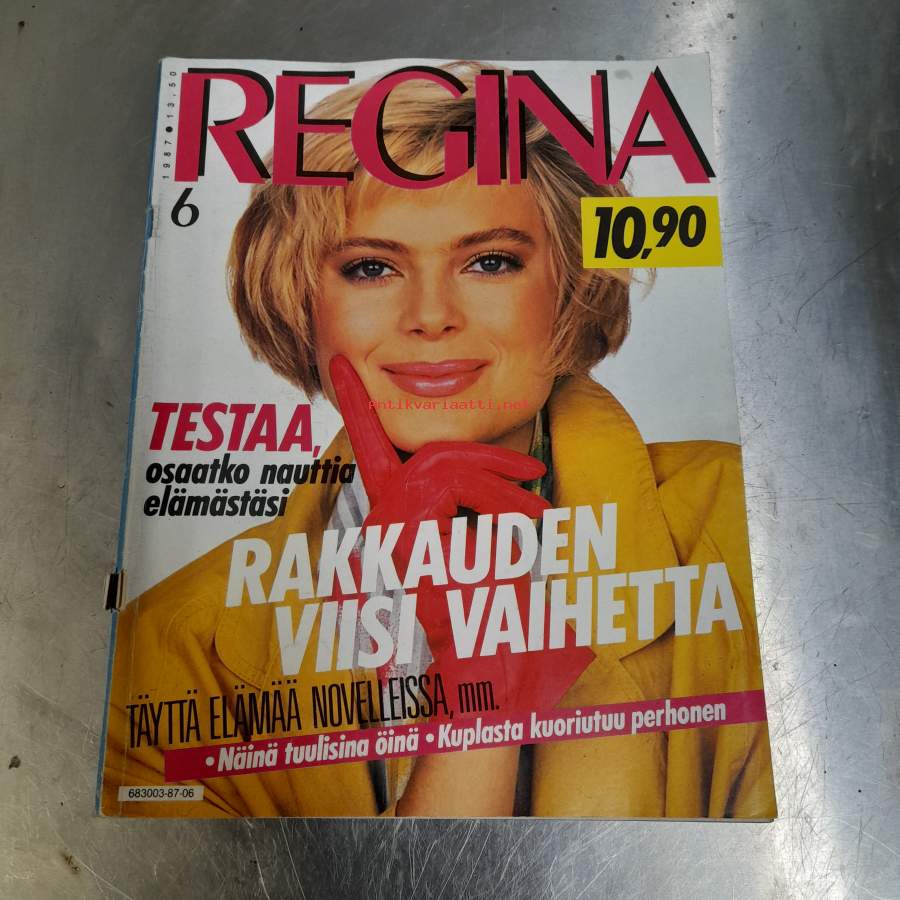 1987 ● 13,50
REGINA
6
10,90
antikvariaatti.net
TESTAA,
osaatko nauttia
elämästäsi
RAKKAUDEN
VIISI VAIHETTA
TÄYTTÄ ELÄMÄÄ NOVELLEISSA, mm.
• Näinä tuulisina öinä • Kuplasta kuoriutuu perhonen
683003-87-06